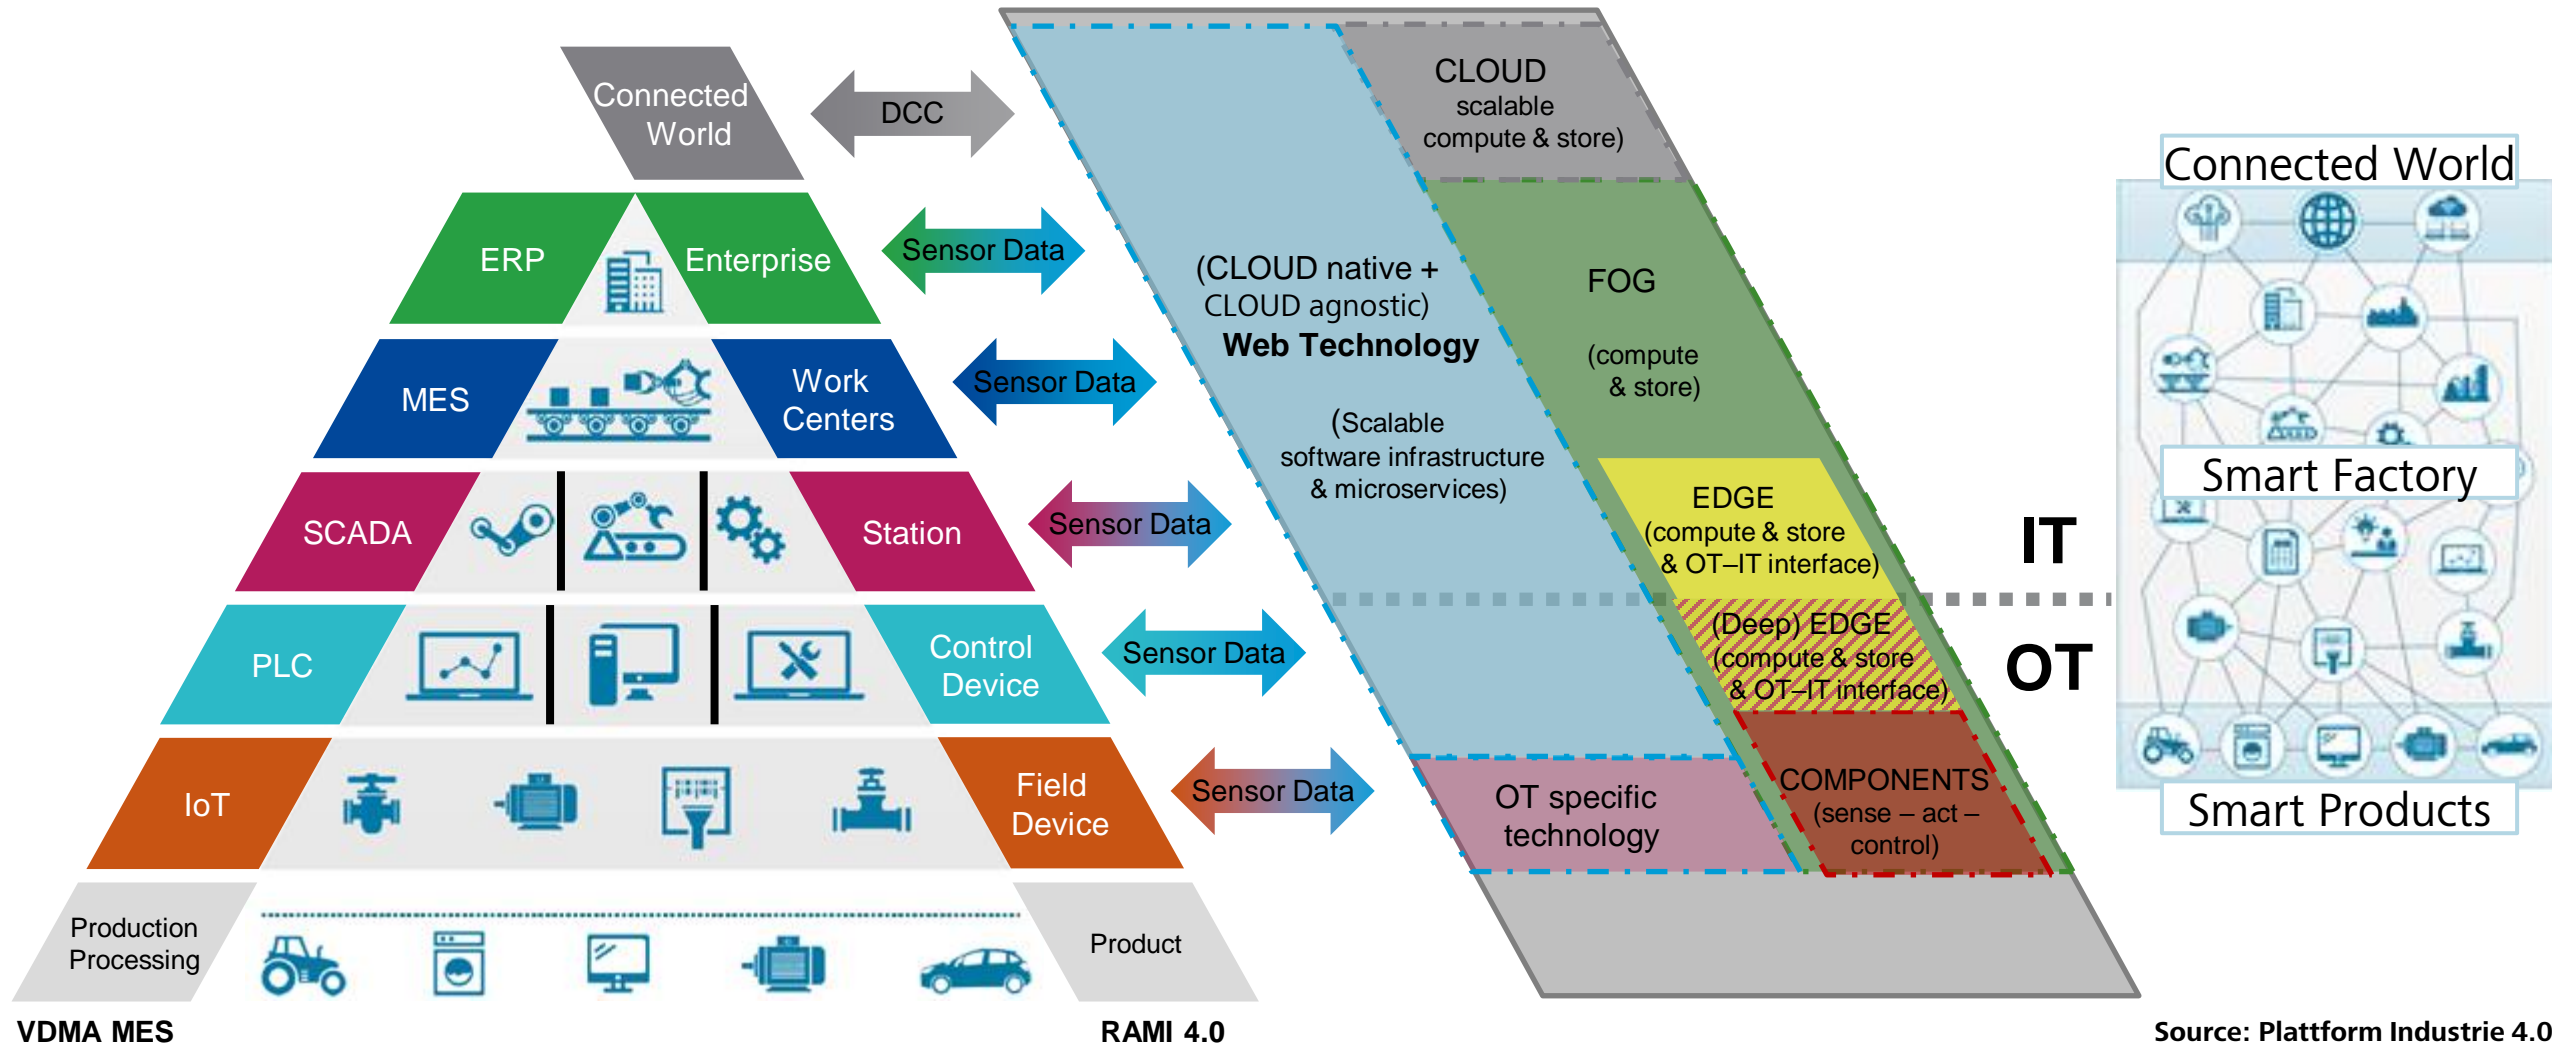 Connected
World
DCC
ERP
Enterprise
Sensor Data
MES
Work
Centers
Sensor Data
SCADA
Station
Sensor Data
PLC
Control
Device
Sensor Data
IoT
Field
Device
Sensor Data
Production
Processing
Product
VDMA MES
RAMI 4.0
CLOUD
scalable
compute & store)
(CLOUD native +
CLOUD agnostic)
Web Technology
(Scalable
software infrastructure
& microservices)
FOG
(compute
& store)
EDGE
(compute & store
& OT–IT interface)
(Deep) EDGE
(compute & store
& OT–IT interface)
OT specific
technology
COMPONENTS
(sense – act –
control)
IT
OT
Connected World
Smart Factory
Smart Products
Source: Plattform Industrie 4.0